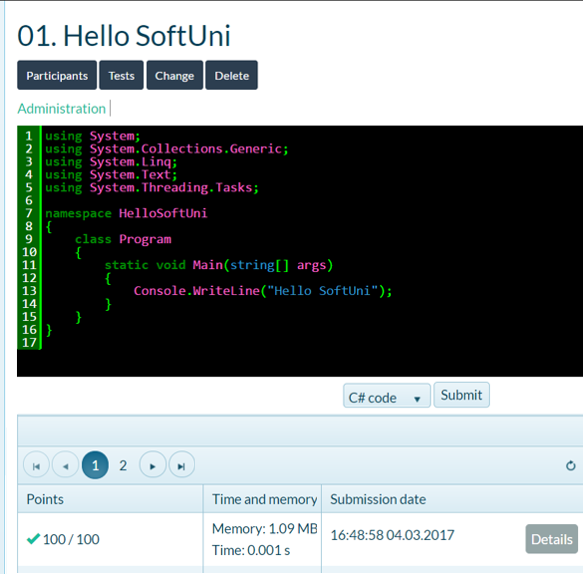 01. Hello SoftUni
Participants Tests Change Delete
Administration
1 using System;
2 using System.Collections.Generic;
3 using System.Linq;
4 using System.Text;
5 using System.Threading.Tasks;
6
7 namespace HelloSoftUni
8 {
9 class Program
10 {
11 static void Main(string[] args)
12 {
13 Console.WriteLine("Hello SoftUni");
14 }
15 }
16 }
17
C# code Submit
1 2
Points Time and memory Submission date
100 / 100 Memory: 1.09 MB 16:48:58 04.03.2017 Details
Time: 0.001 s